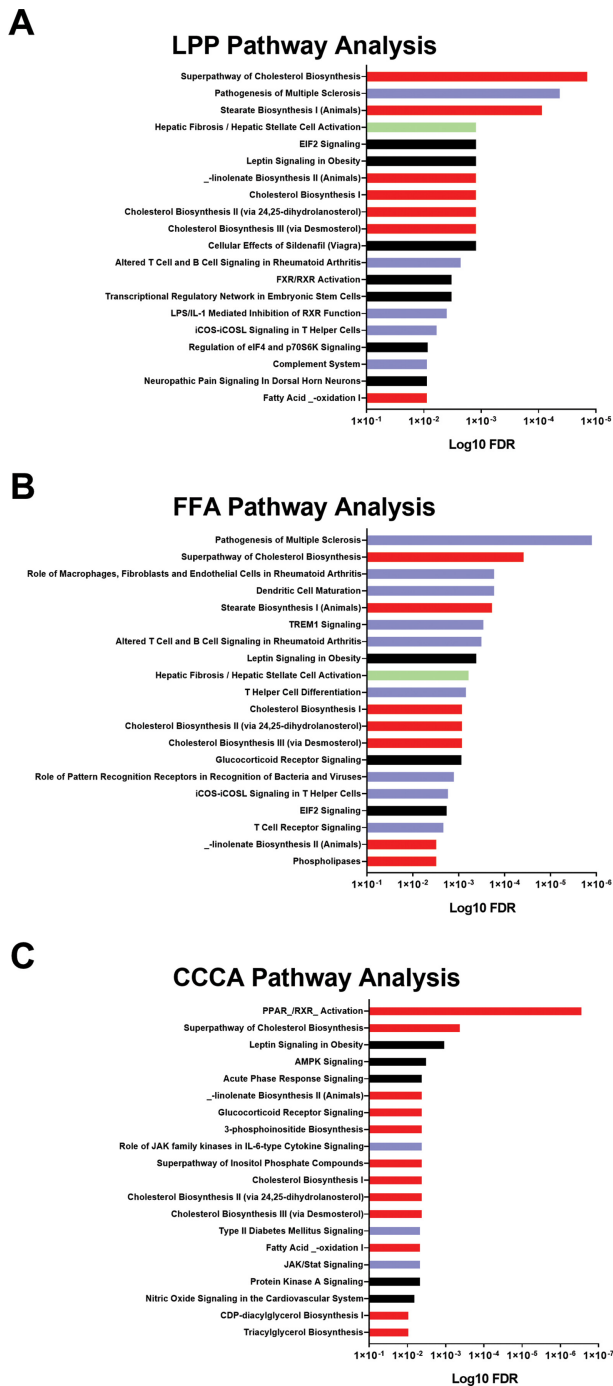 A
LPP Pathway Analysis
Superpathway of Cholesterol Biosynthesis
Pathogenesis of Multiple Sclerosis
Stearate Biosynthesis I (Animals)
Hepatic Fibrosis / Hepatic Stellate Cell Activation
EIF2 Signaling
Leptin Signaling in Obesity
_-linolenate Biosynthesis II (Animals)
Cholesterol Biosynthesis I
Cholesterol Biosynthesis II (via 24,25-dihydrolanosterol)
Cholesterol Biosynthesis III (via Desmosterol)
Cellular Effects of Sildenafil (Viagra)
Altered T Cell and B Cell Signaling in Rheumatoid Arthritis
FXR/RXR Activation
Transcriptional Regulatory Network in Embryonic Stem Cells
LPS/IL-1 Mediated Inhibition of RXR Function
iCOS-iCOSL Signaling in T Helper Cells
Regulation of eIF4 and p70S6K Signaling
Complement System
Neuropathic Pain Signaling In Dorsal Horn Neurons
Fatty Acid _-oxidation I
1×10⁻¹ 1×10⁻² 1×10⁻³ 1×10⁻⁴ 1×10⁻⁵
Log10 FDR
B
FFA Pathway Analysis
Pathogenesis of Multiple Sclerosis
Superpathway of Cholesterol Biosynthesis
Role of Macrophages, Fibroblasts and Endothelial Cells in Rheumatoid Arthritis
Dendritic Cell Maturation
Stearate Biosynthesis I (Animals)
TREM1 Signaling
Altered T Cell and B Cell Signaling in Rheumatoid Arthritis
Leptin Signaling in Obesity
Hepatic Fibrosis / Hepatic Stellate Cell Activation
T Helper Cell Differentiation
Cholesterol Biosynthesis I
Cholesterol Biosynthesis II (via 24,25-dihydrolanosterol)
Cholesterol Biosynthesis III (via Desmosterol)
Glucocorticoid Receptor Signaling
Role of Pattern Recognition Receptors in Recognition of Bacteria and Viruses
iCOS-iCOSL Signaling in T Helper Cells
EIF2 Signaling
T Cell Receptor Signaling
_-linolenate Biosynthesis II (Animals)
Phospholipases
1×10⁻¹ 1×10⁻² 1×10⁻³ 1×10⁻⁴ 1×10⁻⁵ 1×10⁻⁶
Log10 FDR
C
CCCA Pathway Analysis
PPAR_/RXR_ Activation
Superpathway of Cholesterol Biosynthesis
Leptin Signaling in Obesity
AMPK Signaling
Acute Phase Response Signaling
_-linolenate Biosynthesis II (Animals)
Glucocorticoid Receptor Signaling
3-phosphoinositide Biosynthesis
Role of JAK family kinases in IL-6-type Cytokine Signaling
Superpathway of Inositol Phosphate Compounds
Cholesterol Biosynthesis I
Cholesterol Biosynthesis II (via 24,25-dihydrolanosterol)
Cholesterol Biosynthesis III (via Desmosterol)
Type II Diabetes Mellitus Signaling
Fatty Acid _-oxidation I
JAK/Stat Signaling
Protein Kinase A Signaling
Nitric Oxide Signaling in the Cardiovascular System
CDP-diacylglycerol Biosynthesis I
Triacylglycerol Biosynthesis
1×10⁻¹ 1×10⁻² 1×10⁻³ 1×10⁻⁴ 1×10⁻⁵ 1×10⁻⁶ 1×10⁻⁷
Log10 FDR